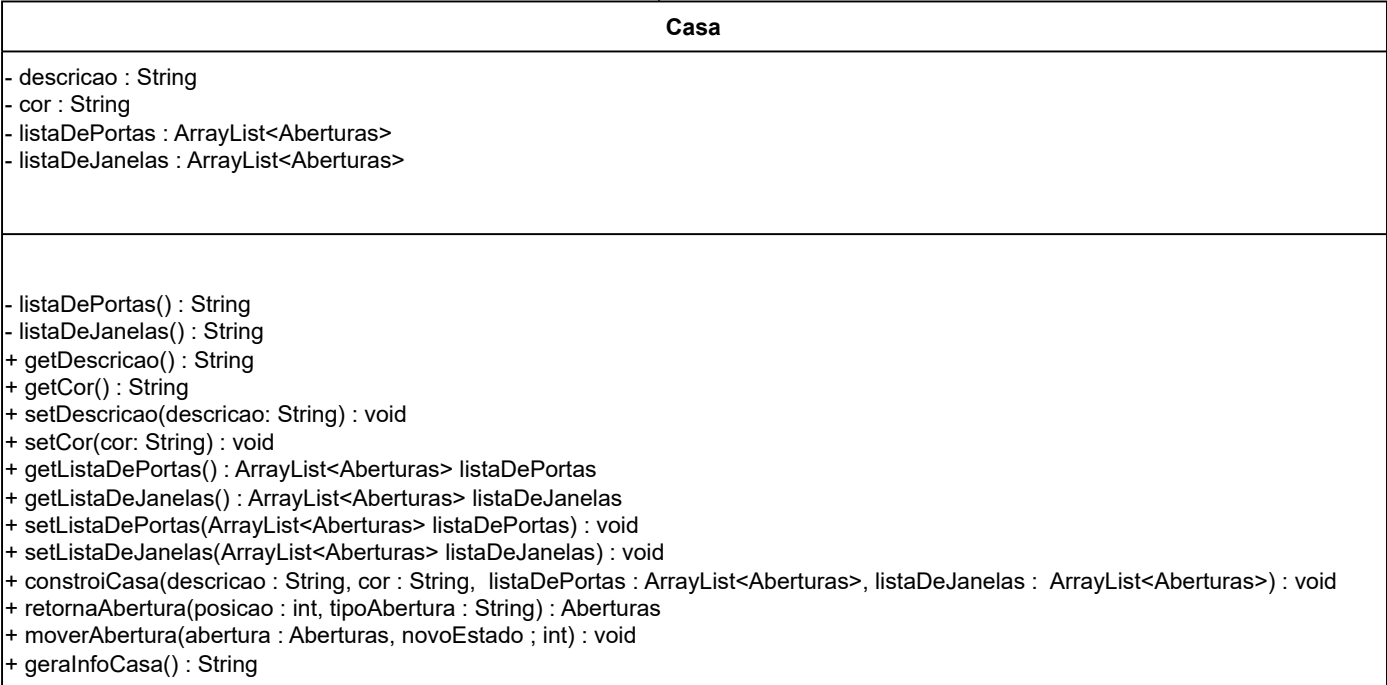 Casa
- descricao : String
- cor : String
- listaDePortas : ArrayList<Aberturas>
- listaDeJanelas : ArrayList<Aberturas>
- listaDePortas() : String
- listaDeJanelas() : String
+ getDescricao() : String
+ getCor() : String
+ setDescricao(descricao: String) : void
+ setCor(cor: String) : void
+ getListaDePortas() : ArrayList<Aberturas> listaDePortas
+ getListaDeJanelas() : ArrayList<Aberturas> listaDeJanelas
+ setListaDePortas(ArrayList<Aberturas> listaDePortas) : void
+ setListaDeJanelas(ArrayList<Aberturas> listaDeJanelas) : void
+ constroiCasa(descricao : String, cor : String,  listaDePortas : ArrayList<Aberturas>, listaDeJanelas :  ArrayList<Aberturas>) : void
+ retornaAbertura(posicao : int, tipoAbertura : String) : Aberturas
+ moverAbertura(abertura : Aberturas, novoEstado ; int) : void
+ geraInfoCasa() : String